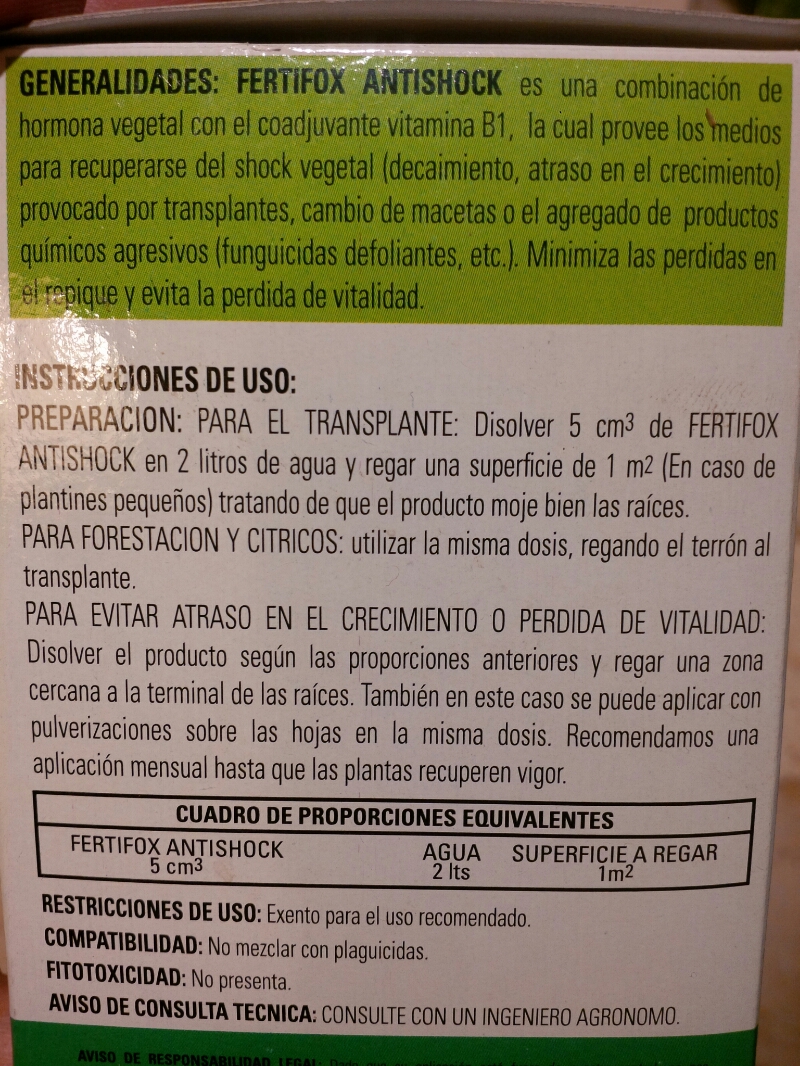 GENERALIDADES: FERTIFOX ANTISHOCK es una combinación de
hormona vegetal con el coadjuvante vitamina B1, la cual provee los medios
para recuperarse del shock vegetal (decaimiento, atraso en el crecimiento)
provocado por transplantes, cambio de macetas o el agregado de productos
químicos agresivos (funguicidas defoliantes, etc.). Minimiza las perdidas en
el repique y evita la perdida de vitalidad.
INSTRUCCIONES DE USO:
PREPARACION: PARA EL TRANSPLANTE: Disolver 5 cm3 de FERTIFOX
ANTISHOCK en 2 litros de agua y regar una superficie de 1 m2 (En caso de
plantines pequeños) tratando de que el producto moje bien las raíces.
PARA FORESTACION Y CITRICOS: utilizar la misma dosis, regando el terrón al
transplante.
PARA EVITAR ATRASO EN EL CRECIMIENTO O PERDIDA DE VITALIDAD:
Disolver el producto según las proporciones anteriores y regar una zona
cercana a la terminal de las raíces. También en este caso se puede aplicar con
pulverizaciones sobre las hojas en la misma dosis. Recomendamos una
aplicación mensual hasta que las plantas recuperen vigor.
CUADRO DE PROPORCIONES EQUIVALENTES
FERTIFOX ANTISHOCK AGUA SUPERFICIE A REGAR
5 cm3 2 lts 1m2
RESTRICCIONES DE USO: Exento para el uso recomendado.
COMPATIBILIDAD: No mezclar con plaguicidas.
FITOTOXICIDAD: No presenta.
AVISO DE CONSULTA TECNICA: CONSULTE CON UN INGENIERO AGRONOMO.
AVISO DE RESPONSABILIDAD LEGAL: Dado que